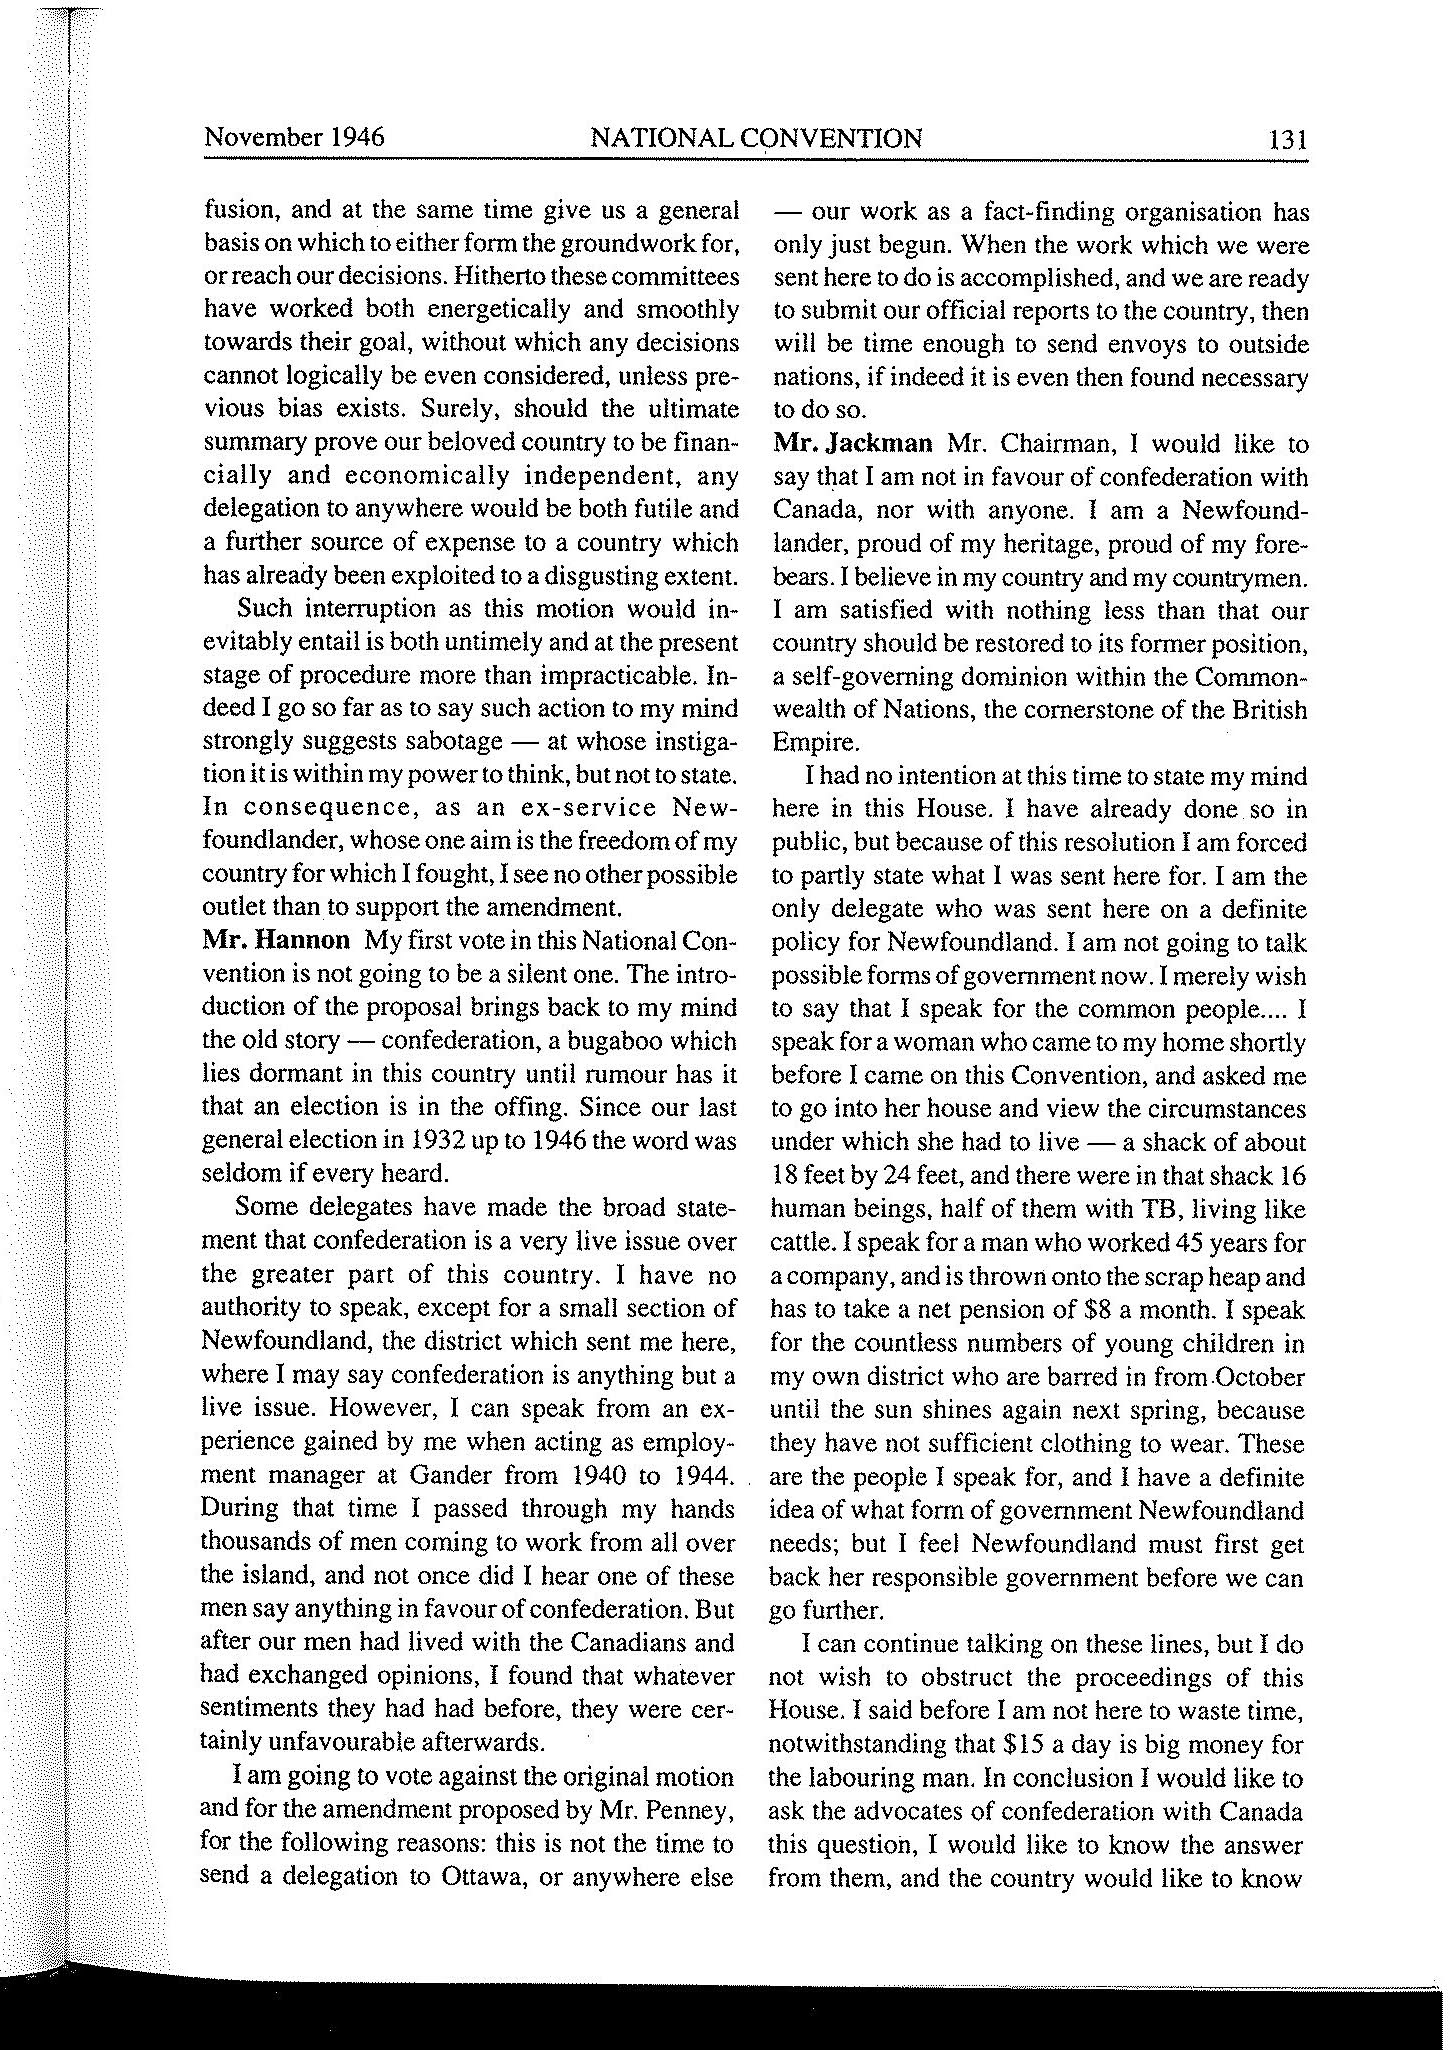 November 1946 NATIONAL CONVENTION 131
fusion, and at the same time give us a general
basis on which to either form the groundwork for,
or reach our decisions. Hitherto these committees
have worked both energetically and smoothly
towards their goal, without which any decisions
cannot logically be even considered, unless pre-
vious bias exists. Surely, should the ultimate
summary prove our beloved country to be finan-
cially and economically independent, any
delegation to anywhere would be both futile and
a further source of expense to a country which
has already been exploited to a disgusting extent.
Such interruption as this motion would in-
evitably entail is both untimely and at the present
stage of procedure more than impracticable. In-
deed I go so far as to say such action to my mind
strongly suggests sabotage — at whose instiga-
tion it is within my power to think, but not to state.
In consequence, as an ex-service New-
foundlander, whose one aim is the freedom of my
country for which I fought, I see no other possible
outlet than to support the amendment.
Mr. Hannon My first vote in this National Con-
vention is not going to be a silent one. The intro-
duction of the proposal brings back to my mind
the old story — confederation, a bugaboo which
lies dormant in this country until rumour has it
that an election is in the offing. Since our last
general election in 1932 up to 1946 the word was
seldom if every heard.
Some delegates have made the broad state-
ment that confederation is a very live issue over
the greater part of this country. I have no
authority to speak, except for a small section of
Newfoundland, the district which sent me here,
where I may say confederation is anything but a
live issue. However, I can speak from an ex-
perience gained by me when acting as employ-
ment manager at Gander from 1940 to 1944.
During that time I passed through my hands
thousands of men coming to work from all over
the island, and not once did I hear one of these
men say anything in favour of confederation. But
after our men had lived with the Canadians and
had exchanged opinions, I found that whatever
sentiments they had had before, they were cer-
tainly unfavourable afterwards.
I am going to vote against the original motion
and for the amendment proposed by Mr. Penney,
for the following reasons: this is not the time to
send a delegation to Ottawa, or anywhere else
— our work as a fact-finding organisation has
only just begun. When the work which we were
sent here to do is accomplished, and we are ready
to submit our official reports to the country, then
will be time enough to send envoys to outside
nations, if indeed it is even then found necessary
to do so.
Mr. Jackman Mr. Chairman, I would like to
say that I am not in favour of confederation with
Canada, nor with anyone. I am a Newfound-
lander, proud of my heritage, proud of my fore-
bears. I believe in my country and my countrymen.
I am satisfied with nothing less than that our
country should be restored to its former position,
a self-governing dominion within the Common-
wealth of Nations, the cornerstone of the British
Empire.
I had no intention at this time to state my mind
here in this House. I have already done so in
public, but because of this resolution I am forced
to partly state what I was sent here for. I am the
only delegate who was sent here on a definite
policy for Newfoundland. I am not going to talk
possible forms of government now. I merely wish
to say that I speak for the common people.... I
speak for a woman who came to my home shortly
before I came on this Convention, and asked me
to go into her house and view the circumstances
under which she had to live — a shack of about
18 feet by 24 feet, and there were in that shack 16
human beings, half of them with TB, living like
cattle. I speak for a man who worked 45 years for
a company, and is thrown onto the scrap heap and
has to take a net pension of $8 a month. I speak
for the countless numbers of young children in
my own district who are barred in from October
until the sun shines again next spring, because
they have not sufficient clothing to wear. These
are the people I speak for, and I have a definite
idea of what form of government Newfoundland
needs; but I feel Newfoundland must first get
back her responsible government before we can
go further.
I can continue talking on these lines, but I do
not wish to obstruct the proceedings of this
House. I said before I am not here to waste time,
notwithstanding that $15 a day is big money for
the labouring man. In conclusion I would like to
ask the advocates of confederation with Canada
this question, I would like to know the answer
from them, and the country would like to know